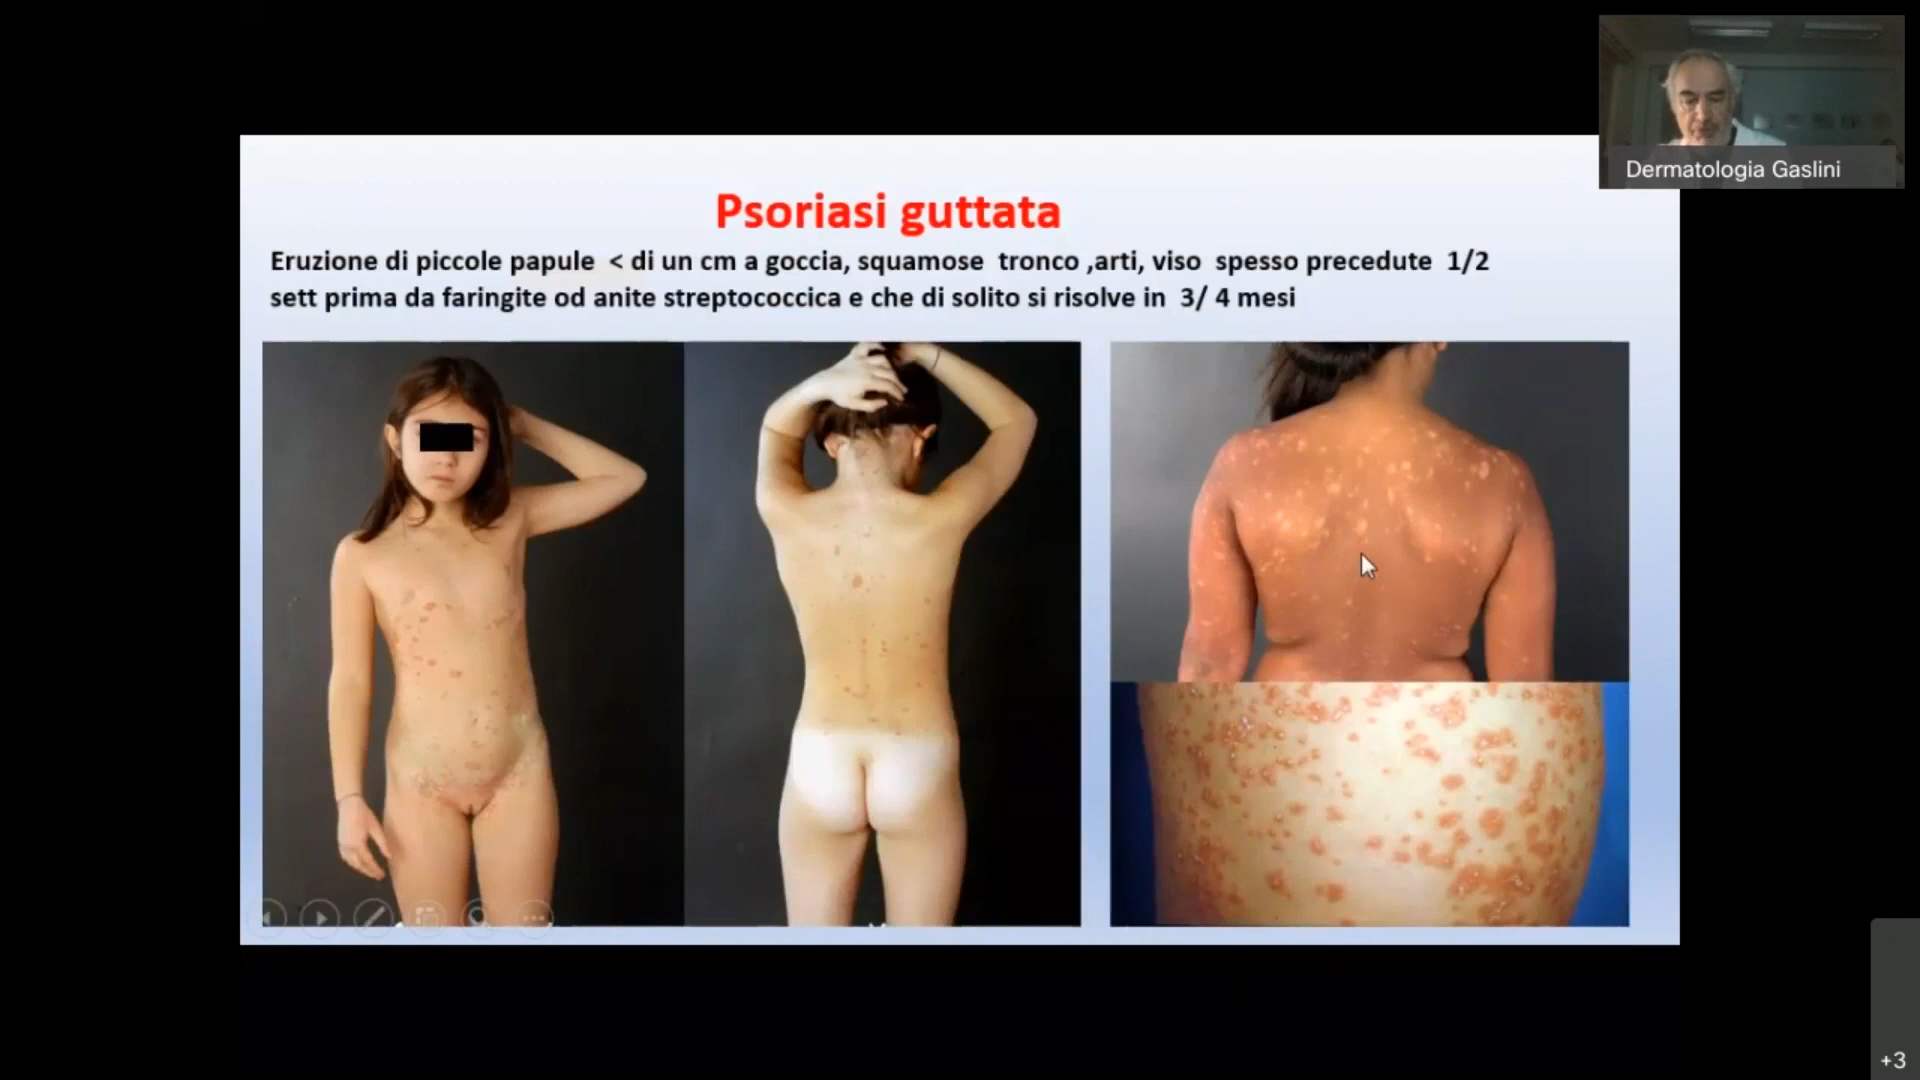 Dermatologia Gaslini
Psoriasi guttata
Eruzione di piccole papule < di un cm a goccia, squamose tronco ,arti, viso spesso precedute 1/2
sett prima da faringite od anite streptococcica e che di solito si risolve in 3/ 4 mesi
+3